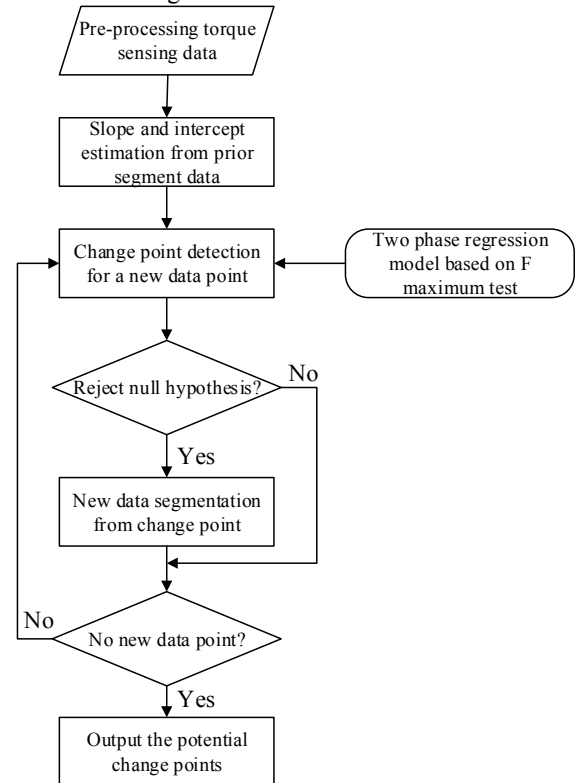 Pre-processing torque
sensing data
Slope and intercept
estimation from prior
segment data
Change point detection
for a new data point
Two phase regression
model based on F
maximum test
Reject null hypothesis?
No
Yes
New data segmentation
from change point
No
No new data point?
Yes
Output the potential
change points